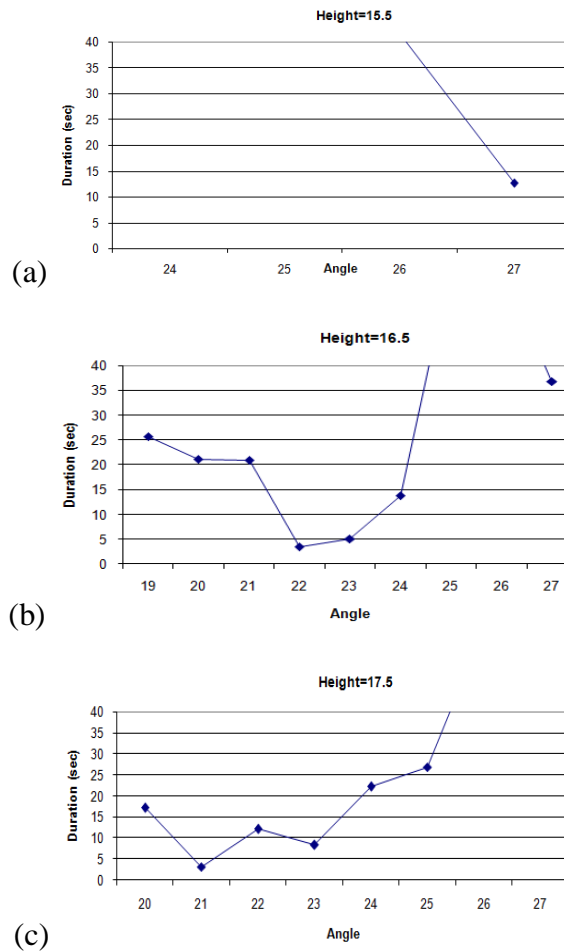 Height=15.5
40
35
30
25
20
15
10
5
0
Duration (sec)
24 25 26 27
Angle
(a)
Height=16.5
40
35
30
25
20
15
10
5
0
Duration (sec)
19 20 21 22 23 24 25 26 27
Angle
(b)
Height=17.5
40
35
30
25
20
15
10
5
0
Duration (sec)
20 21 22 23 24 25 26 27
Angle
(c)